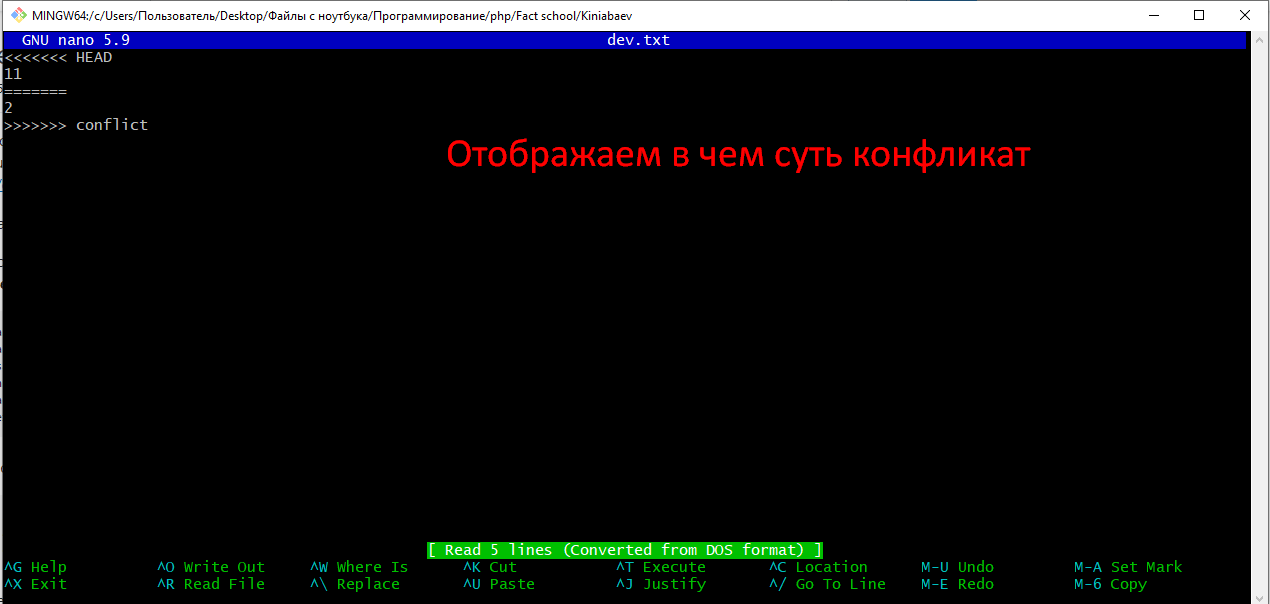 MINGW64:/c/Users/Пользователь/Desktop/Файлы с ноутбука/Программирование/php/Fact school/Kiniabaev
GNU nano 5.9 dev.txt
<<<<<<< HEAD
11
=======
2
>>>>>>> conflict
Отображаем в чем суть конфликат
[ Read 5 lines (Converted from DOS format) ]
^G Help ^O Write Out ^W Where Is ^K Cut ^T Execute ^C Location M-U Undo M-A Set Mark
^X Exit ^R Read File ^\ Replace ^U Paste ^J Justify ^/ Go To Line M-E Redo M-6 Copy